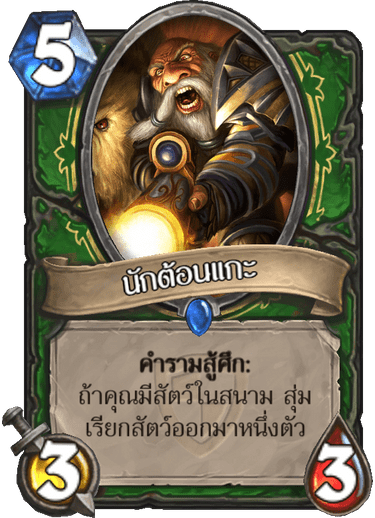 5
นักต้อนแกะ
คำรามสู้ศึก:
ถ้าคุณมีสัตว์ในสนาม สุ่ม
เรียกสัตว์ออกมาหนึ่งตัว
3
3